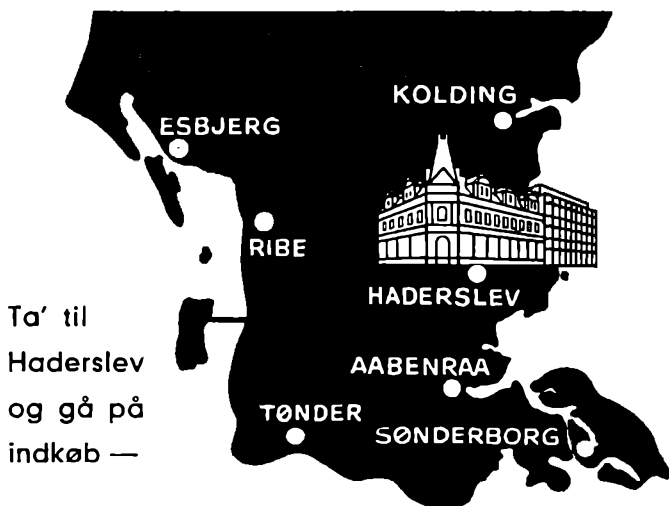 KOLDING
ESBJERG
RIBE
HADERSLEV
Ta' til
Haderslev
og gå på
indkøb —
AABENRAA
TØNDER
SØNDERBORG